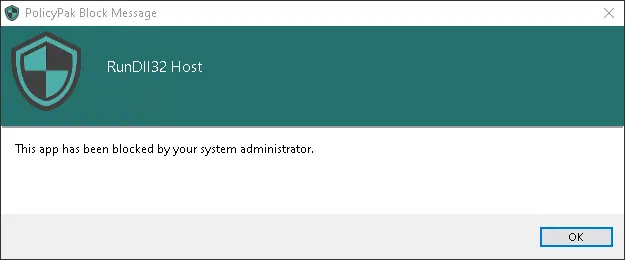 PolicyPak Block Message
RunDll32 Host
This app has been blocked by your system administrator.
OK